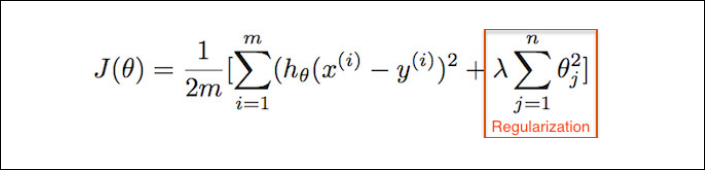 J(θ) = 1/2m [∑_{i=1}^{m} (h_θ(x^{(i)} − y^{(i)})^2 + λ ∑_{j=1}^{n} θ_j^2]
Regularization